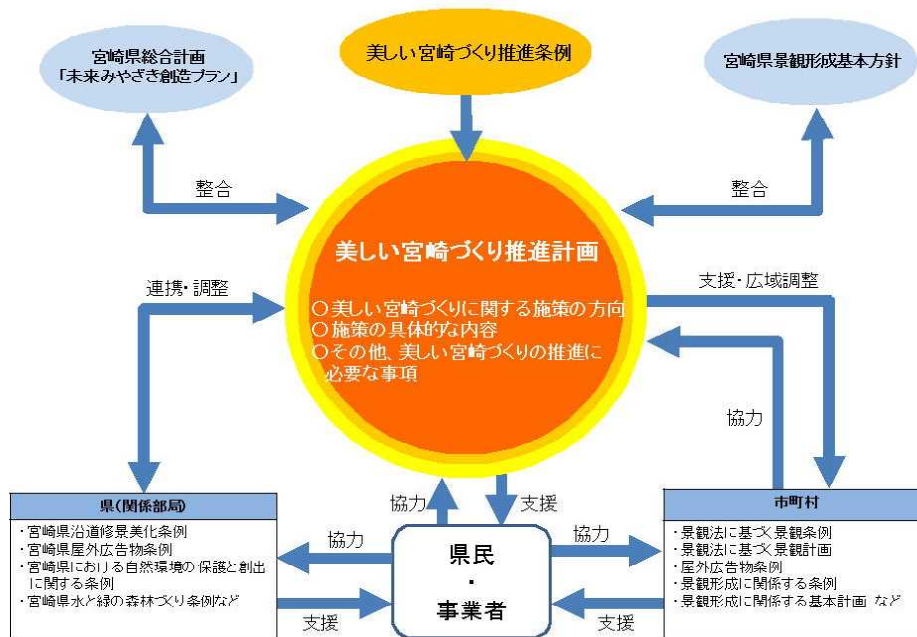 宮崎県総合計画
「未来みやざき創造プラン」
美しい宮崎づくり推進条例
宮崎県景観形成基本方針
整合
整合
美しい宮崎づくり推進計画
○美しい宮崎づくりに関する施策の方向
○施策の具体的な内容
○その他、美しい宮崎づくりの推進に
必要な事項
連携・調整
支援・広域調整
協力
県(関係部局)
・宮崎県沿道修景美化条例
・宮崎県屋外広告物条例
・宮崎県における自然環境の保護と創出
に関する条例
・宮崎県水と緑の森林づくり条例など
協力
支援
協力
支援
県民
・
事業者
協力
支援
市町村
・景観法に基づく景観条例
・景観法に基づく景観計画
・屋外広告物条例
・景観形成に関係する条例
・景観形成に関係する基本計画 など